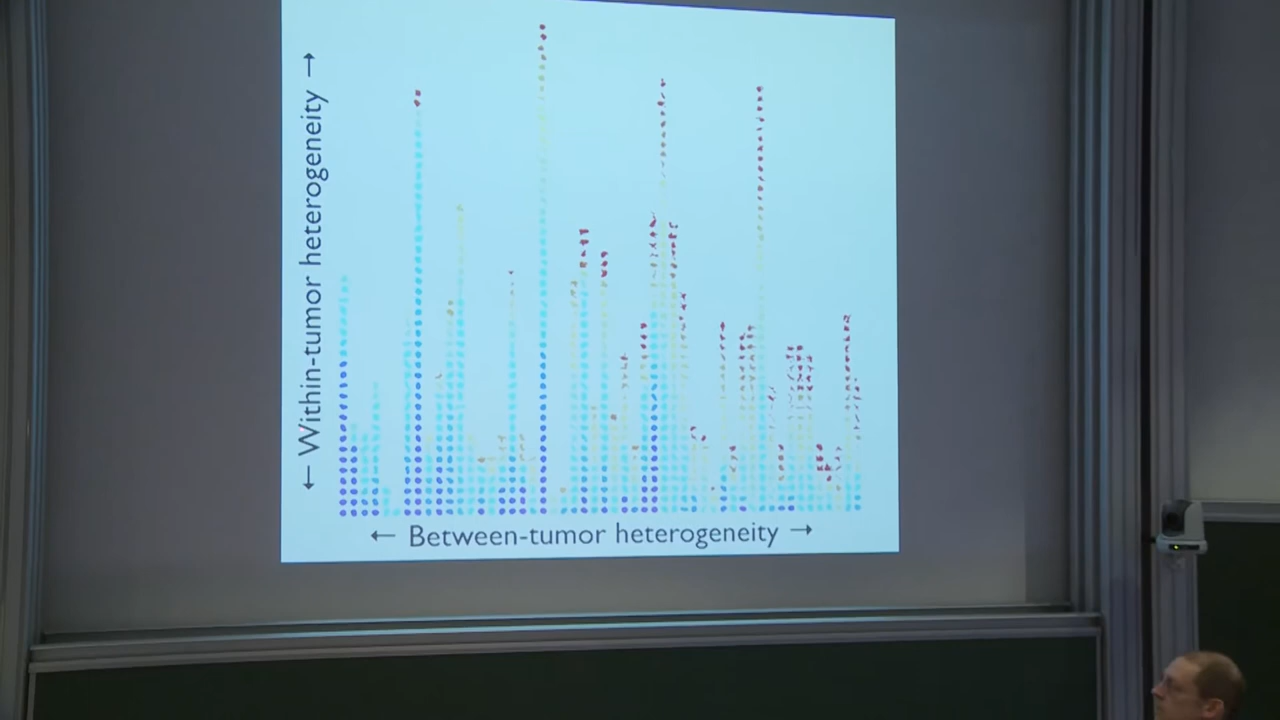 ← Within-tumor heterogeneity →
← Between-tumor heterogeneity →